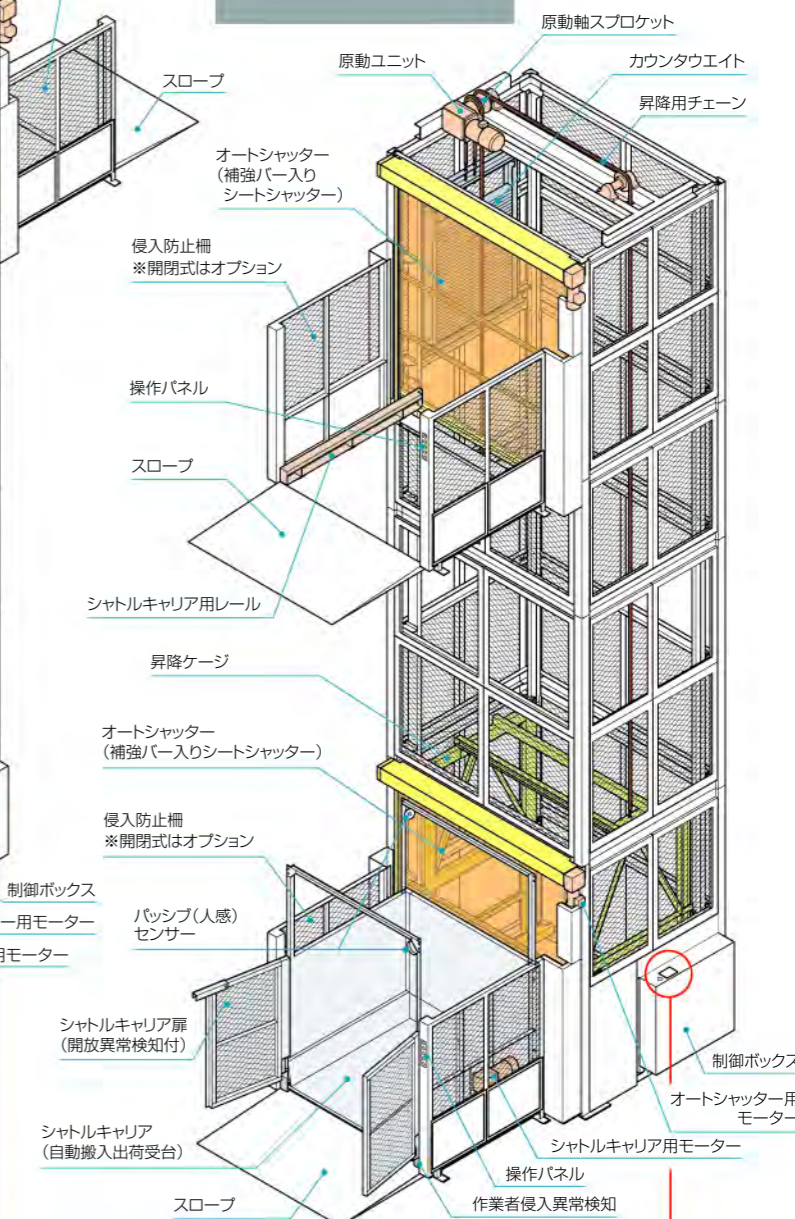 原動軸スプロケット
原動ユニット
カウンタウエイト
スロープ
昇降用チェーン
オートシャッター
（補強バー入り
シートシャッター）
侵入防止柵
※開閉式はオプション
操作パネル
スロープ
シャトルキャリア用レール
昇降ケージ
オートシャッター
（補強バー入りシートシャッター）
侵入防止柵
※開閉式はオプション
制御ボックス
ー用モーター
用モーター
パッシブ（人感）
センサー
シャトルキャリア扉
（開放異常検知付）
制御ボックス
オートシャッター用
モーター
シャトルキャリア
（自動搬入出荷受台）
シャトルキャリア用モーター
操作パネル
スロープ
作業者侵入異常検知